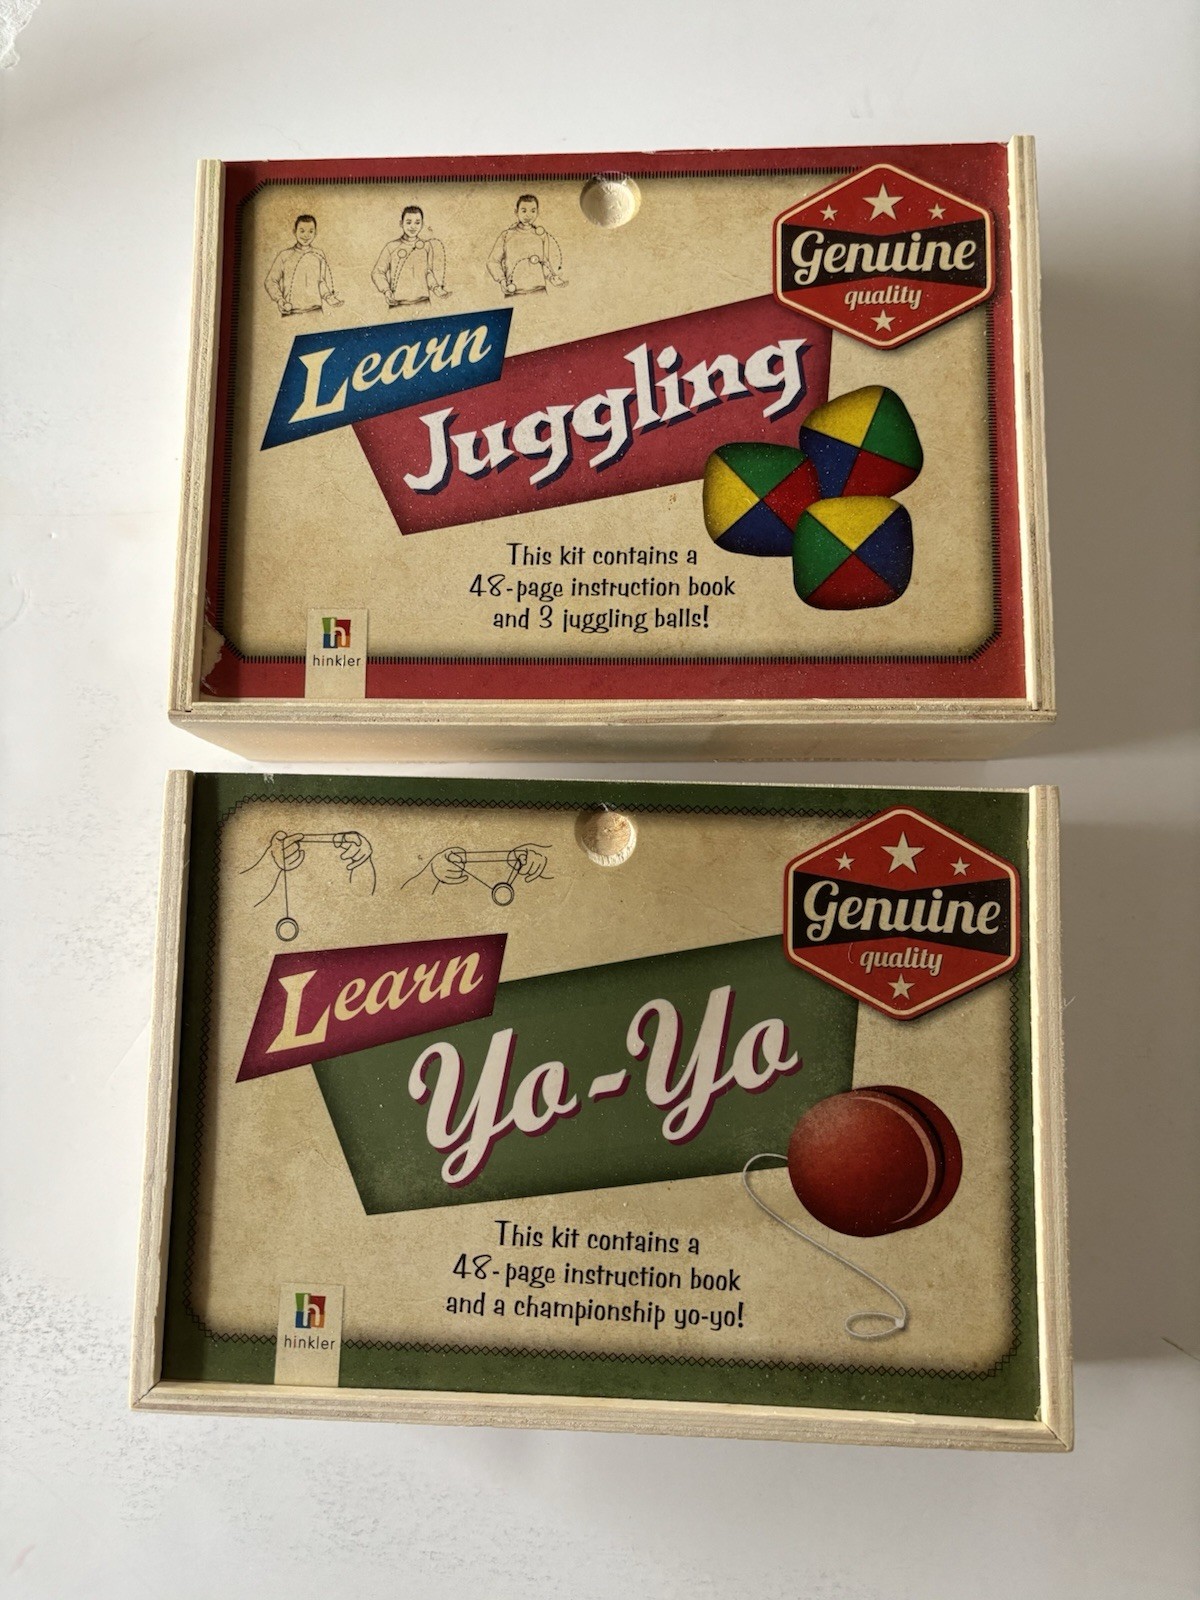 Genuine
quality
Learn
Juggling
This kit contains a
48-page instruction book
and 3 juggling balls!
h
hinkler
Genuine
quality
Learn
Yo-Yo
This kit contains a
48-page instruction book
and a championship yo-yo!
h
hinkler